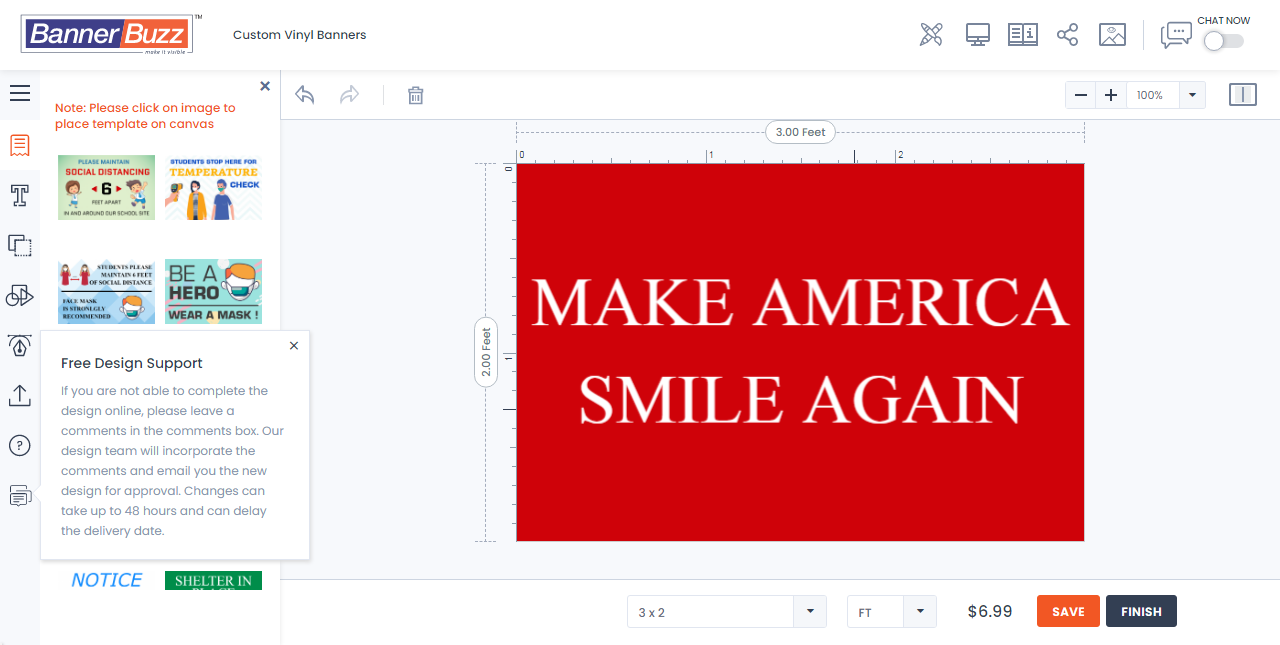 BannerBuzz™
make it visible
Custom Vinyl Banners
CHAT NOW
Note: Please click on image to
place template on canvas
PLEASE MAINTAIN
SOCIAL DISTANCING
6
FEET APART
IN AND AROUND OUR SCHOOL SITE
STUDENTS STOP HERE FOR
TEMPERATURE
CHECK
STUDENTS PLEASE
MAINTAIN 6 FEET
OF SOCIAL DISTANCE
FACE MASK
IS STRONLGY
RECOMMENDED
BE A
HERO
WEAR A MASK !
Free Design Support
If you are not able to complete the
design online, please leave a
comments in the comments box. Our
design team will incorporate the
comments and email you the new
design for approval. Changes can
take up to 48 hours and can delay
the delivery date.
NOTICE
SHELTER IN
PLACE
100%
3.00 Feet
0
1
2
0
1
2.00 Feet
MAKE AMERICA
SMILE AGAIN
3 x 2
FT
$6.99
SAVE
FINISH